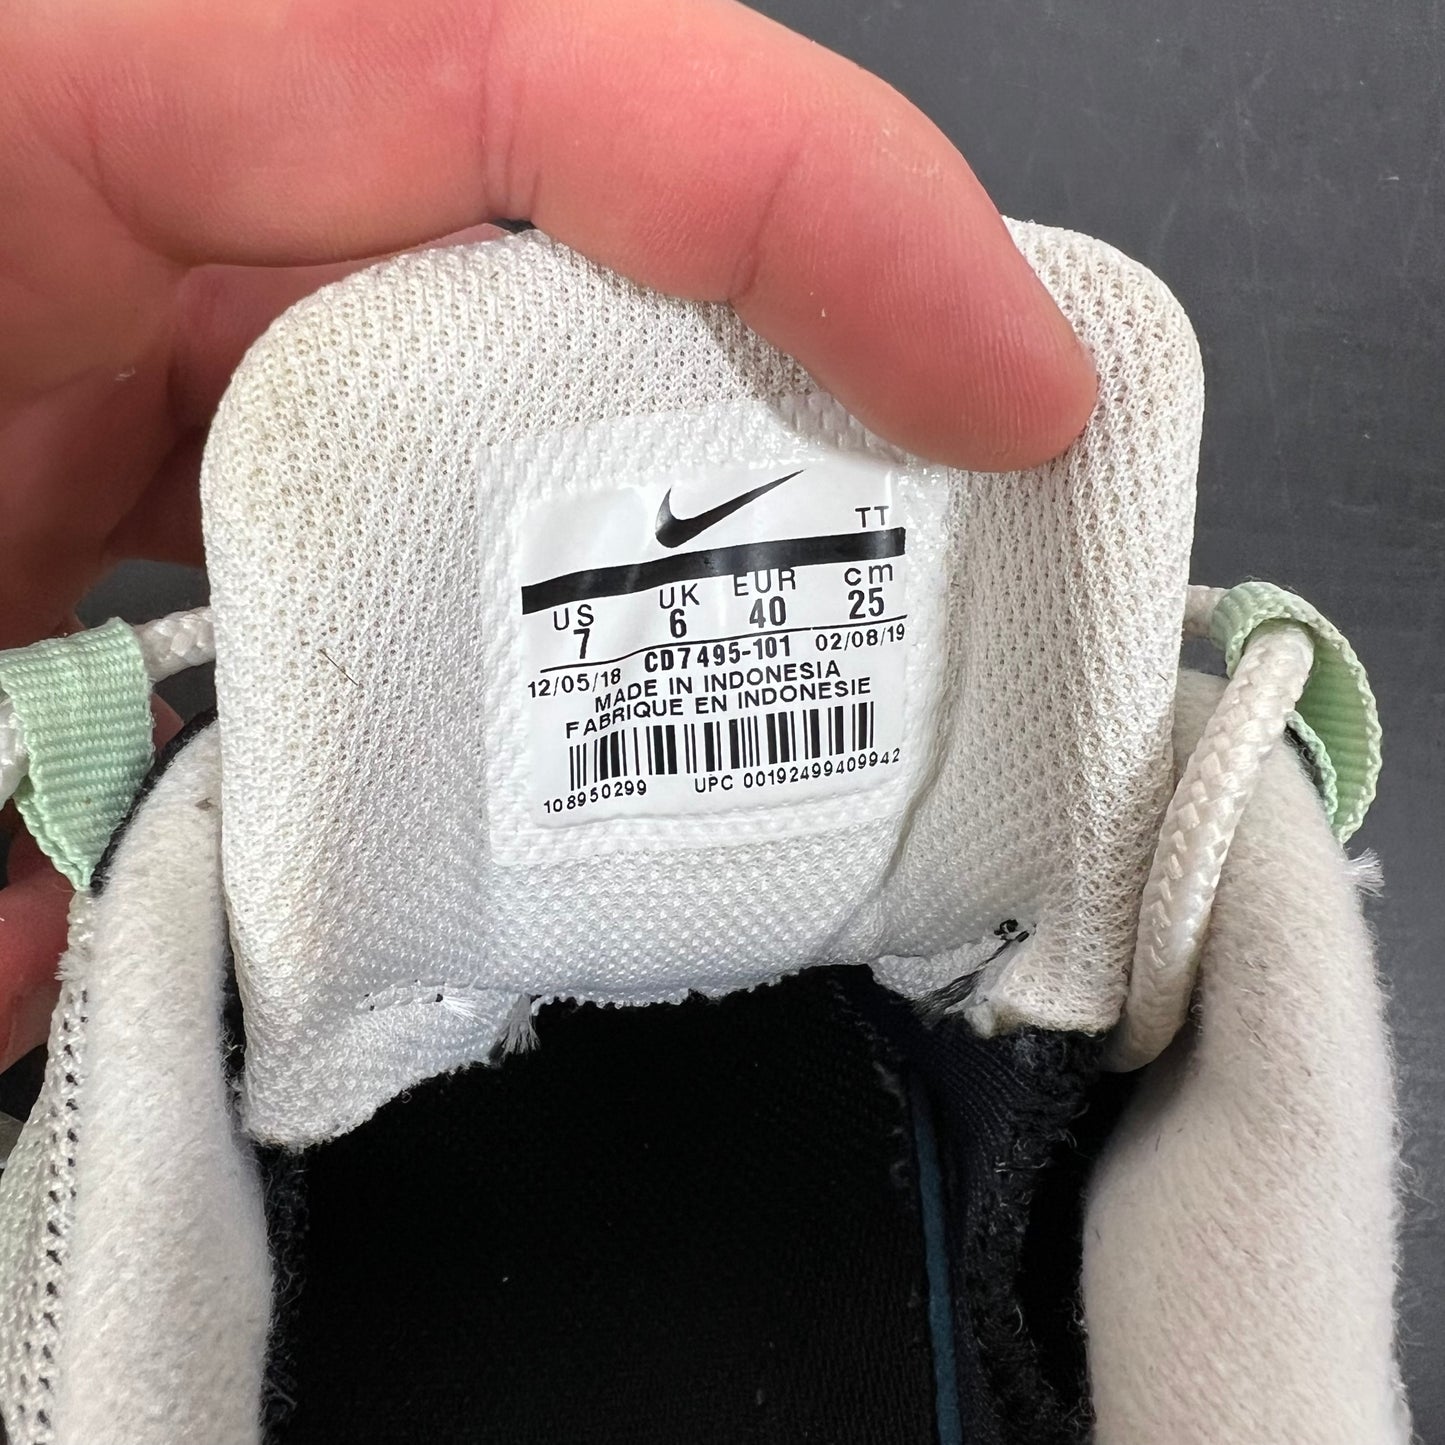 TT
US UK EUR cm
7 6 40 25
12/05/18 CD7495-101 02/08/19
MADE IN INDONESIA
FABRIQUE EN INDONESIE
108950299 UPC 00192499409942